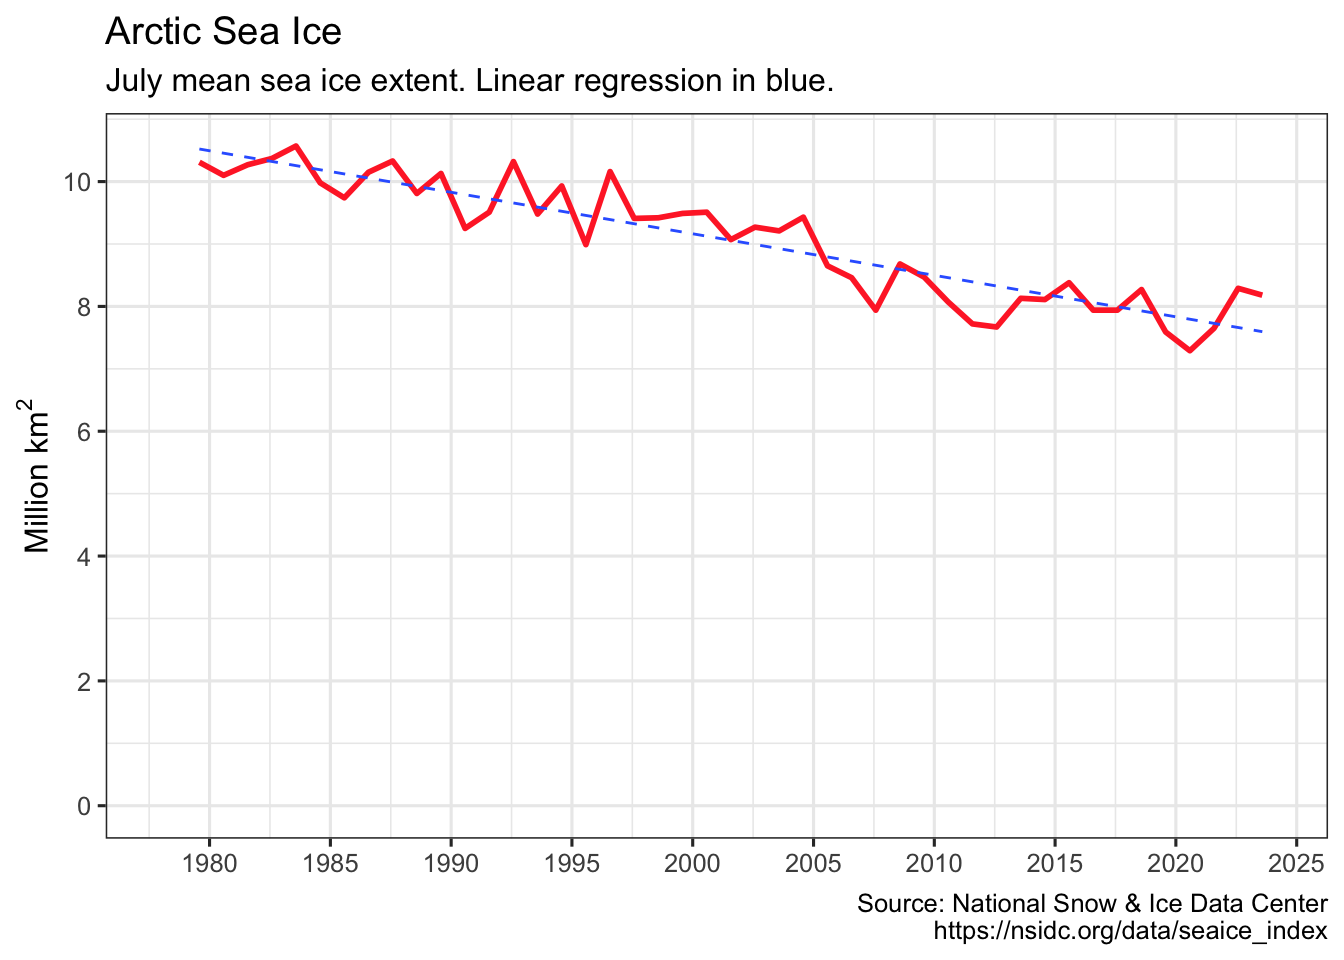 Arctic Sea Ice
July mean sea ice extent. Linear regression in blue.
Million km²
10
8
6
4
2
0
1980 1985 1990 1995 2000 2005 2010 2015 2020 2025
Source: National Snow & Ice Data Center
https://nsidc.org/data/seaice_index